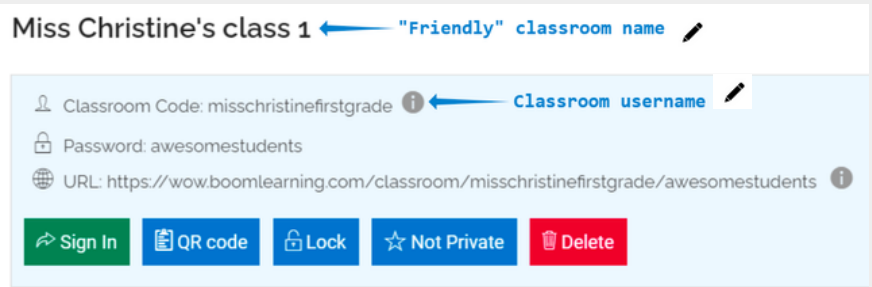 Miss Christine's class 1 "Friendly" classroom name
Classroom Code: misschristinefirstgrade i Classroom username
Password: awesomestudents
URL: https://wow.boomlearning.com/classroom/misschristinefirstgrade/awesomestudents i
Sign In QR code Lock Not Private Delete